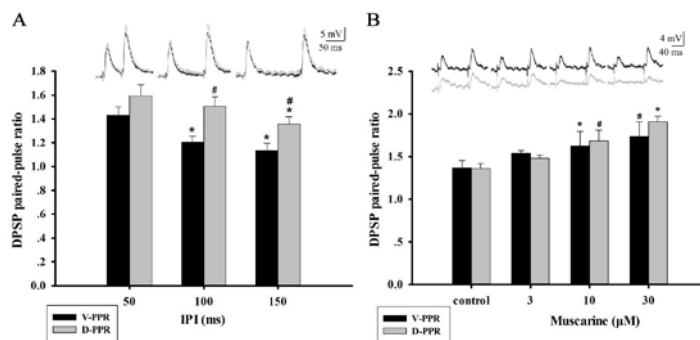 A
5 mV
50 ms
DPSP paired-pulse ratio
1.8
1.6
1.4
1.2
1.0
.8
.6
.4
.2
0.0
# # *
* *
50 100 150
IPI (ms)
V-PPR
D-PPR
B
4 mV
40 ms
DPSP paired-pulse ratio
2.5
2.0
1.5
1.0
.5
0.0
* # # *
control 3 10 30
Muscarine (μM)
V-PPR
D-PPR